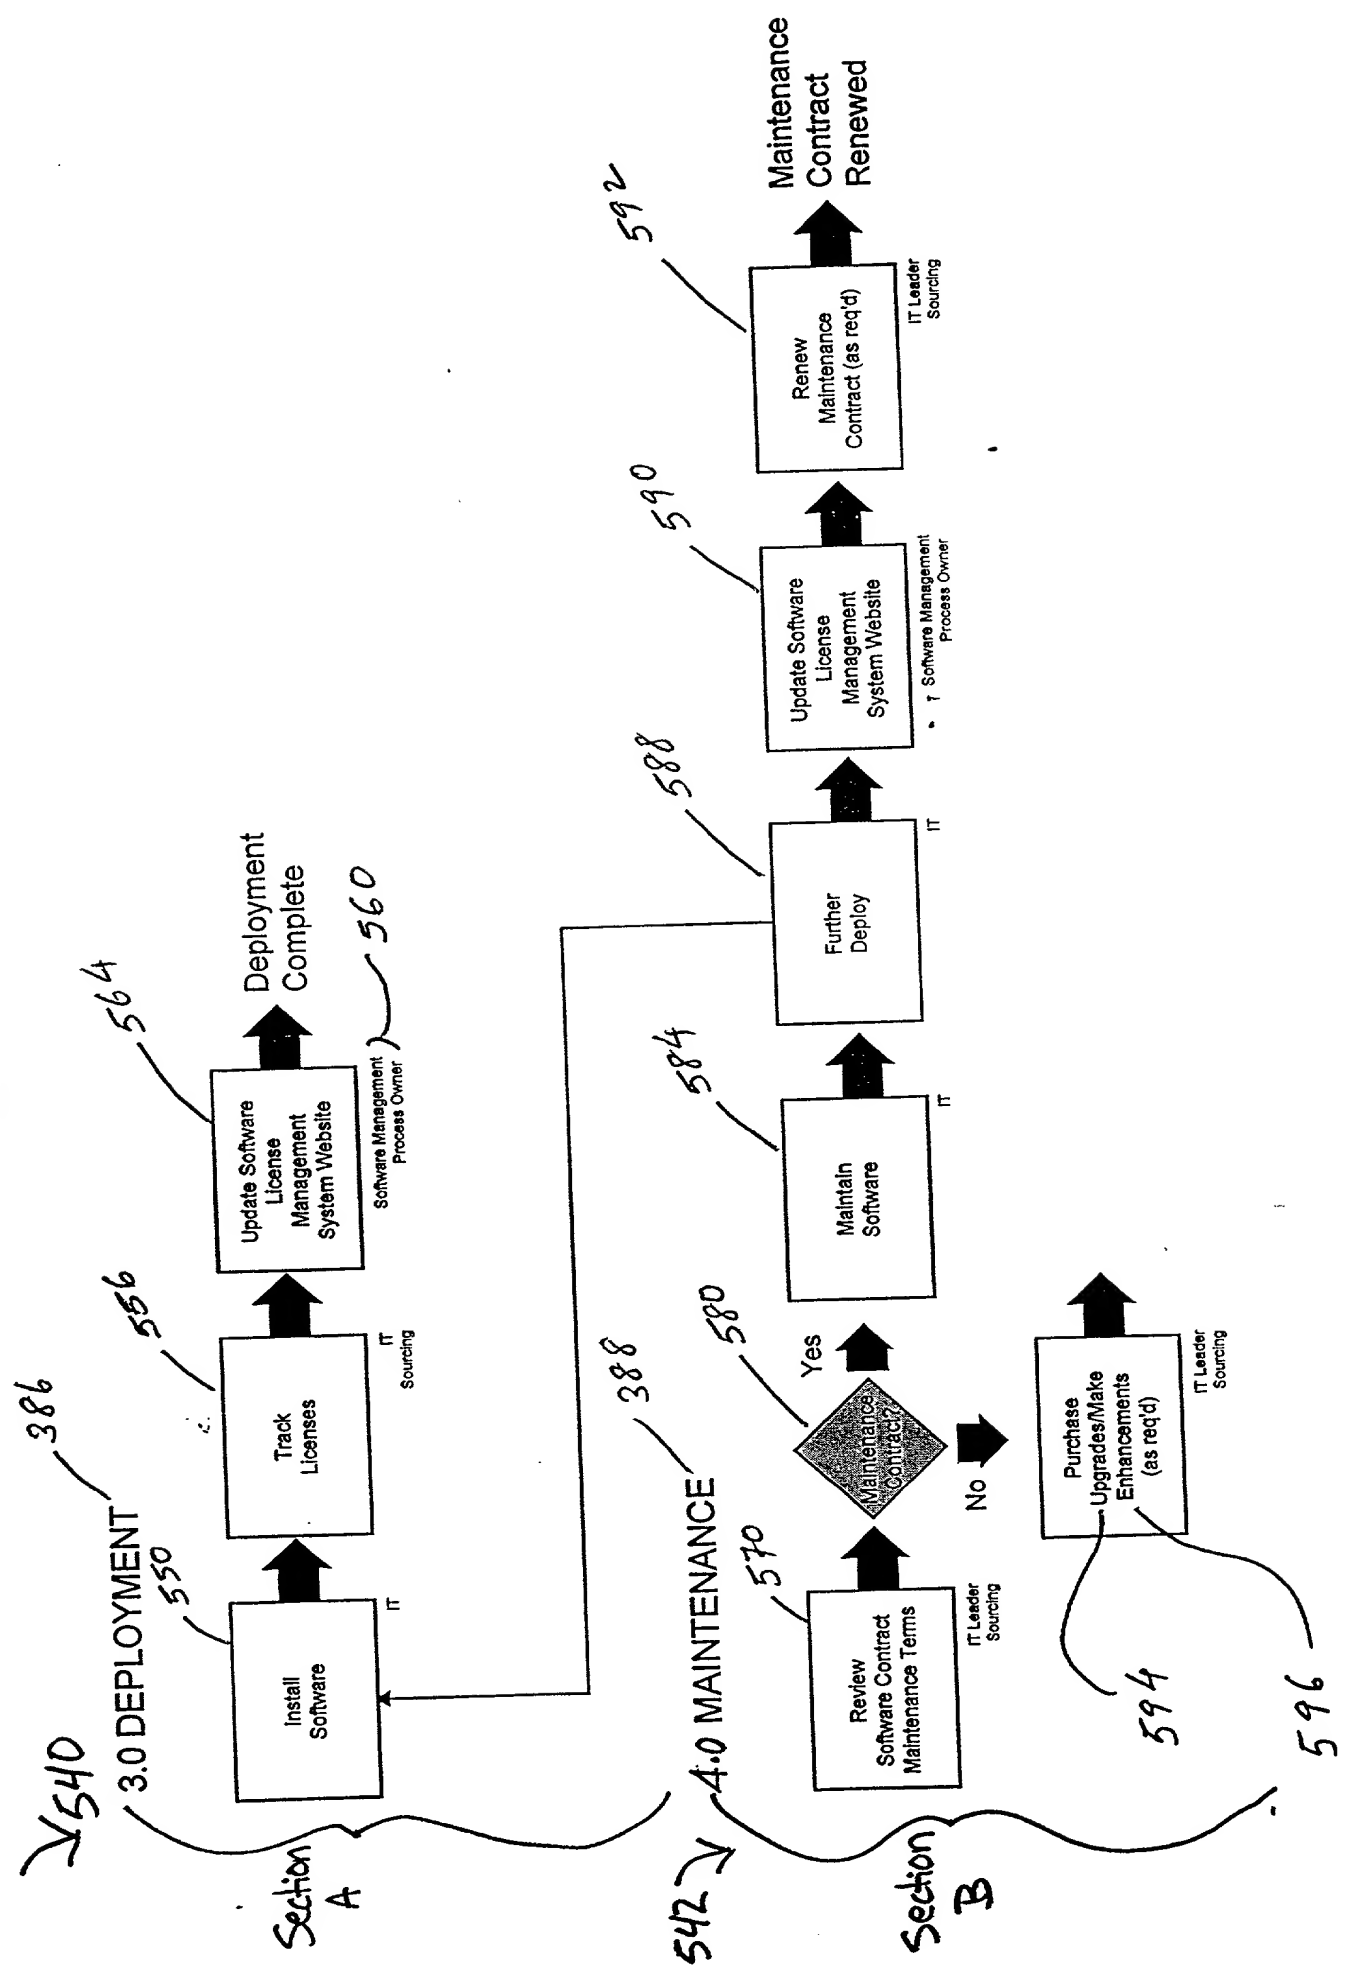 540
3.0 DEPLOYMENT
386
Section
A
550
Install
Software
IT
556
Track
Licenses
IT
Sourcing
564
Update Software
License
Management
System Website
Software Management
Process Owner
560
Deployment
Complete
542
4.0 MAINTENANCE
388
Section
B
570
Review
Software Contract
Maintenance Terms
IT Leader
Sourcing
580
Maintenance
Contract?
Yes
No
584
Maintain
Software
IT
588
Further
Deploy
IT
590
Update Software
License
Management
System Website
Software Management
Process Owner
592
Renew
Maintenance
Contract (as req'd)
IT Leader
Sourcing
Maintenance
Contract
Renewed
Purchase
Upgrades/Make
Enhancements
(as req'd)
IT Leader
Sourcing
594
596